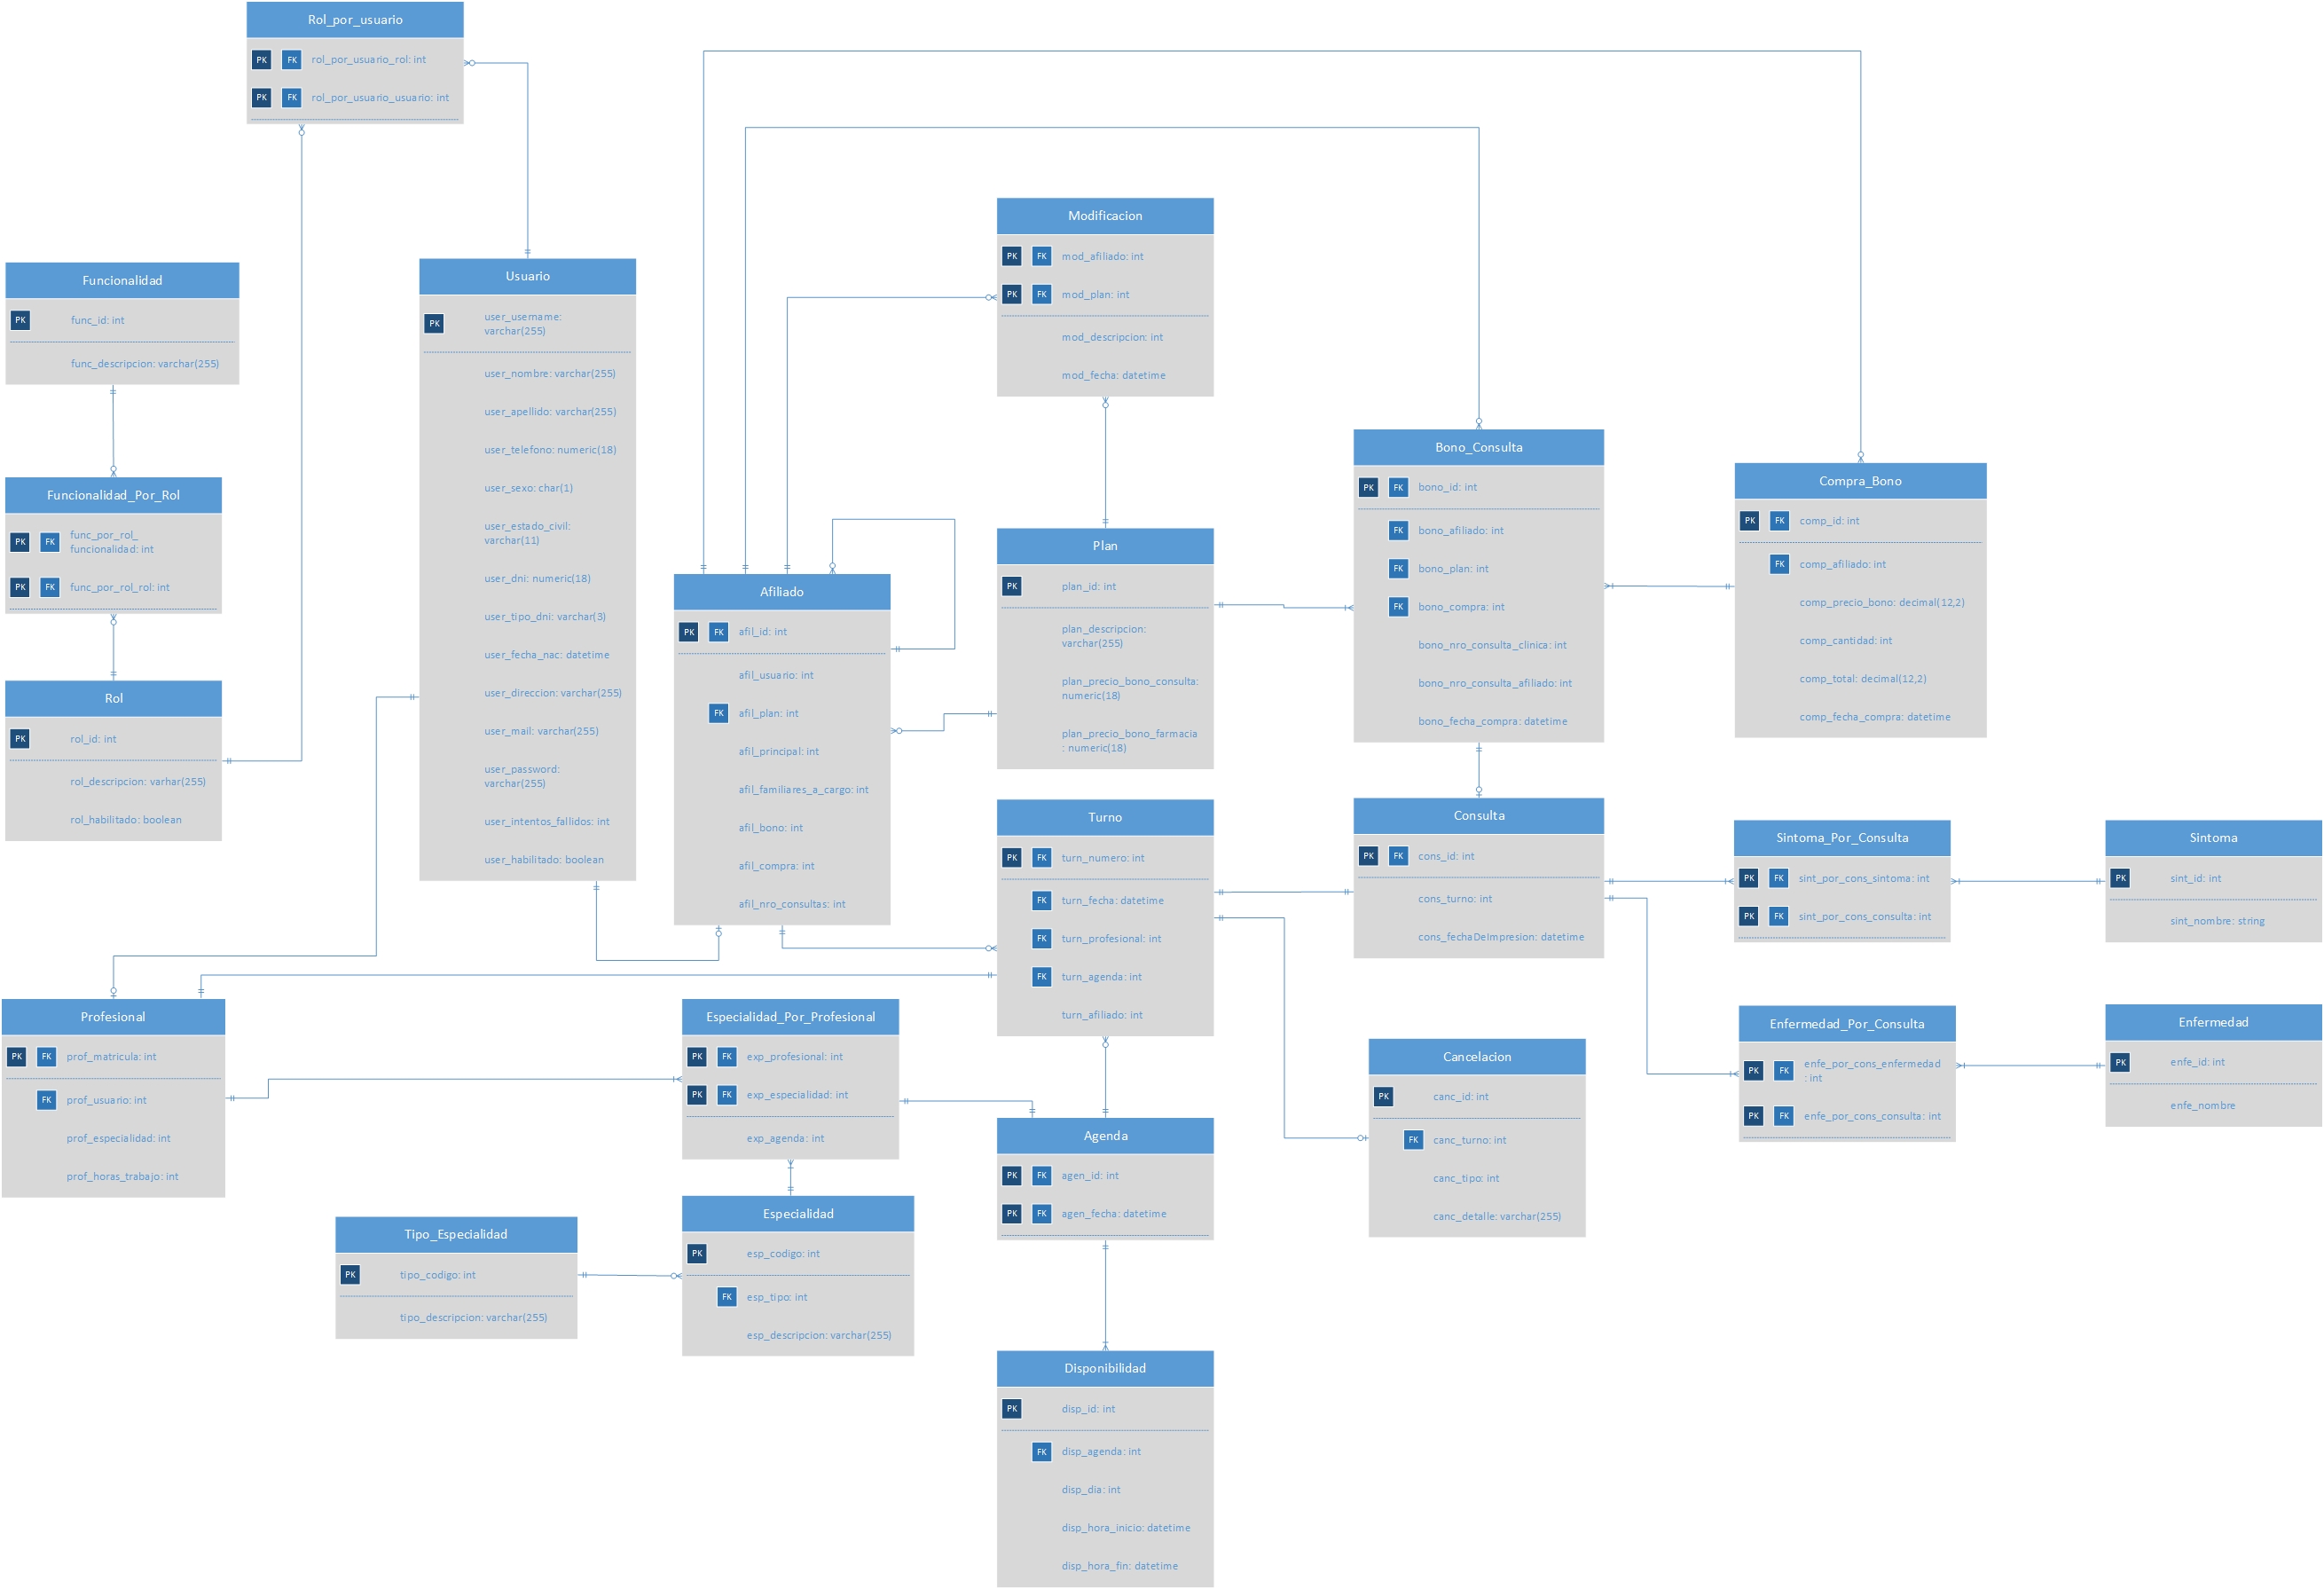 Rol_por_usuario
PK FK rol_por_usuario_rol: int
PK FK rol_por_usuario_usuario: int
Funcionalidad
PK func_id: int
func_descripcion: varchar(255)
Funcionalidad_Por_Rol
PK FK func_por_rol_
funcionalidad: int
PK FK func_por_rol_rol: int
Rol
PK rol_id: int
rol_descripcion: varhar(255)
rol_habilitado: boolean
Usuario
PK user_username:
varchar(255)
user_nombre: varchar(255)
user_apellido: varchar(255)
user_telefono: numeric(18)
user_sexo: char(1)
user_estado_civil:
varchar(11)
user_dni: numeric(18)
user_tipo_dni: varchar(3)
user_fecha_nac: datetime
user_direccion: varchar(255)
user_mail: varchar(255)
user_password:
varchar(255)
user_intentos_fallidos: int
user_habilitado: boolean
Afiliado
PK FK afil_id: int
afil_usuario: int
FK afil_plan: int
afil_principal: int
afil_familiares_a_cargo: int
afil_bono: int
afil_compra: int
afil_nro_consultas: int
Modificacion
PK FK mod_afiliado: int
PK FK mod_plan: int
mod_descripcion: int
mod_fecha: datetime
Plan
PK plan_id: int
plan_descripcion:
varchar(255)
plan_precio_bono_consulta:
numeric(18)
plan_precio_bono_farmacia
: numeric(18)
Bono_Consulta
PK FK bono_id: int
FK bono_afiliado: int
FK bono_plan: int
FK bono_compra: int
bono_nro_consulta_clinica: int
bono_nro_consulta_afiliado: int
bono_fecha_compra: datetime
Compra_Bono
PK FK comp_id: int
FK comp_afiliado: int
comp_precio_bono: decimal(12,2)
comp_cantidad: int
comp_total: decimal(12,2)
comp_fecha_compra: datetime
Turno
PK FK turn_numero: int
FK turn_fecha: datetime
FK turn_profesional: int
FK turn_agenda: int
turn_afiliado: int
Consulta
PK FK cons_id: int
cons_turno: int
cons_fechaDeImpresion: datetime
Sintoma_Por_Consulta
PK FK sint_por_cons_sintoma: int
PK FK sint_por_cons_consulta: int
Sintoma
PK sint_id: int
sint_nombre: string
Profesional
PK FK prof_matricula: int
FK prof_usuario: int
prof_especialidad: int
prof_horas_trabajo: int
Especialidad_Por_Profesional
PK FK exp_profesional: int
PK FK exp_especialidad: int
exp_agenda: int
Cancelacion
PK canc_id: int
FK canc_turno: int
canc_tipo: int
canc_detalle: varchar(255)
Enfermedad_Por_Consulta
PK FK enfe_por_cons_enfermedad
: int
PK FK enfe_por_cons_consulta: int
Enfermedad
PK enfe_id: int
enfe_nombre
Agenda
PK FK agen_id: int
PK FK agen_fecha: datetime
Tipo_Especialidad
PK tipo_codigo: int
tipo_descripcion: varchar(255)
Especialidad
PK esp_codigo: int
FK esp_tipo: int
esp_descripcion: varchar(255)
Disponibilidad
PK disp_id: int
FK disp_agenda: int
disp_dia: int
disp_hora_inicio: datetime
disp_hora_fin: datetime